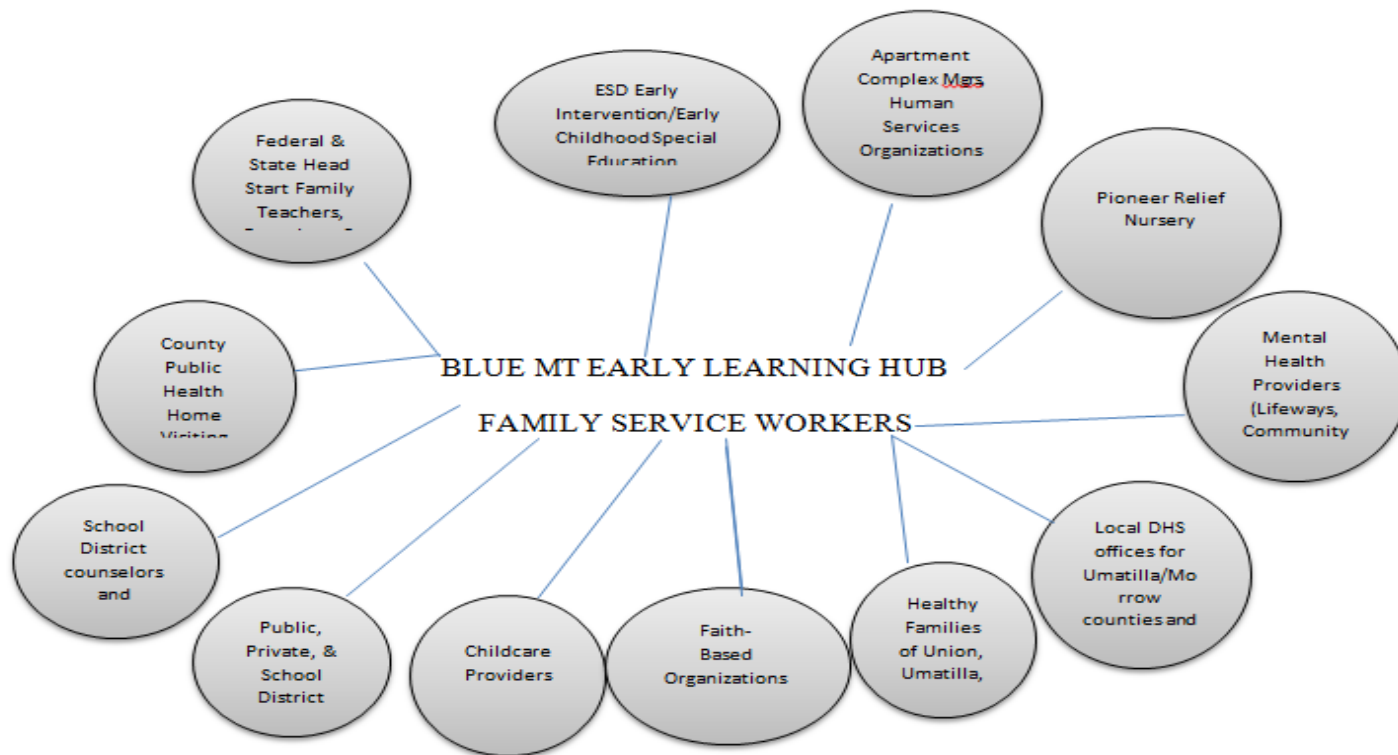 Apartment
Complex Mgrs
Human
Services
Organizations
ESD Early
Intervention/Early
Childhood Special
Education
Federal &
State Head
Start Family
Teachers,
Pioneer Relief
Nursery
County
Public
Health
Home
Visiting
Mental
Health
Providers
(Lifeways,
Community
BLUE MT EARLY LEARNING HUB
FAMILY SERVICE WORKERS
School
District
counselors
and
Local DHS
offices for
Umatilla/Mo
rrow
counties and
Public,
Private, &
School
District
Childcare
Providers
Faith-
Based
Organizations
Healthy
Families
of Union,
Umatilla,